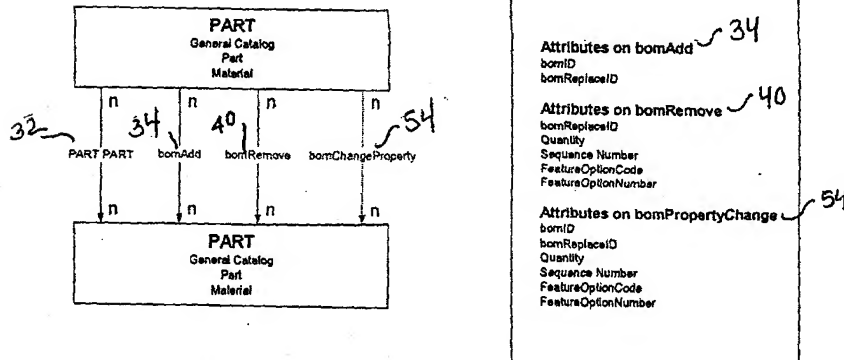 PART
General Catalog
Part
Material
n n n n
32 34 40 54
PART PART bomAdd bomRemove bomChangeProperty
n n n n
PART
General Catalog
Part
Material
Attributes on bomAdd 34
bomID
bomReplaceID
Attributes on bomRemove 40
bomReplaceID
Quantity
Sequence Number
FeatureOptionCode
FeatureOptionNumber
Attributes on bomPropertyChange 54
bomID
bomReplaceID
Quantity
Sequence Number
FeatureOptionCode
FeatureOptionNumber